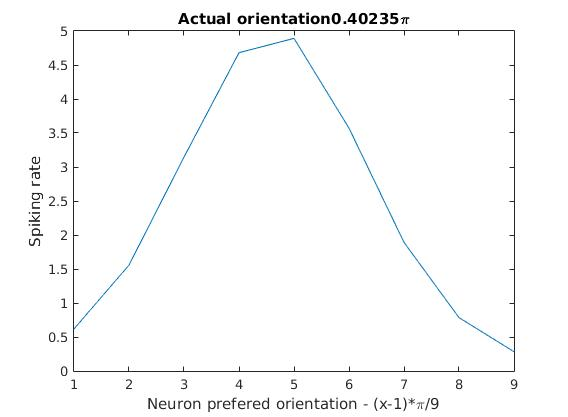 Actual orientation0.40235π
5
4.5
4
3.5
3
2.5
2
1.5
1
0.5
0
Spiking rate
1 2 3 4 5 6 7 8 9
Neuron prefered orientation - (x-1)*π/9